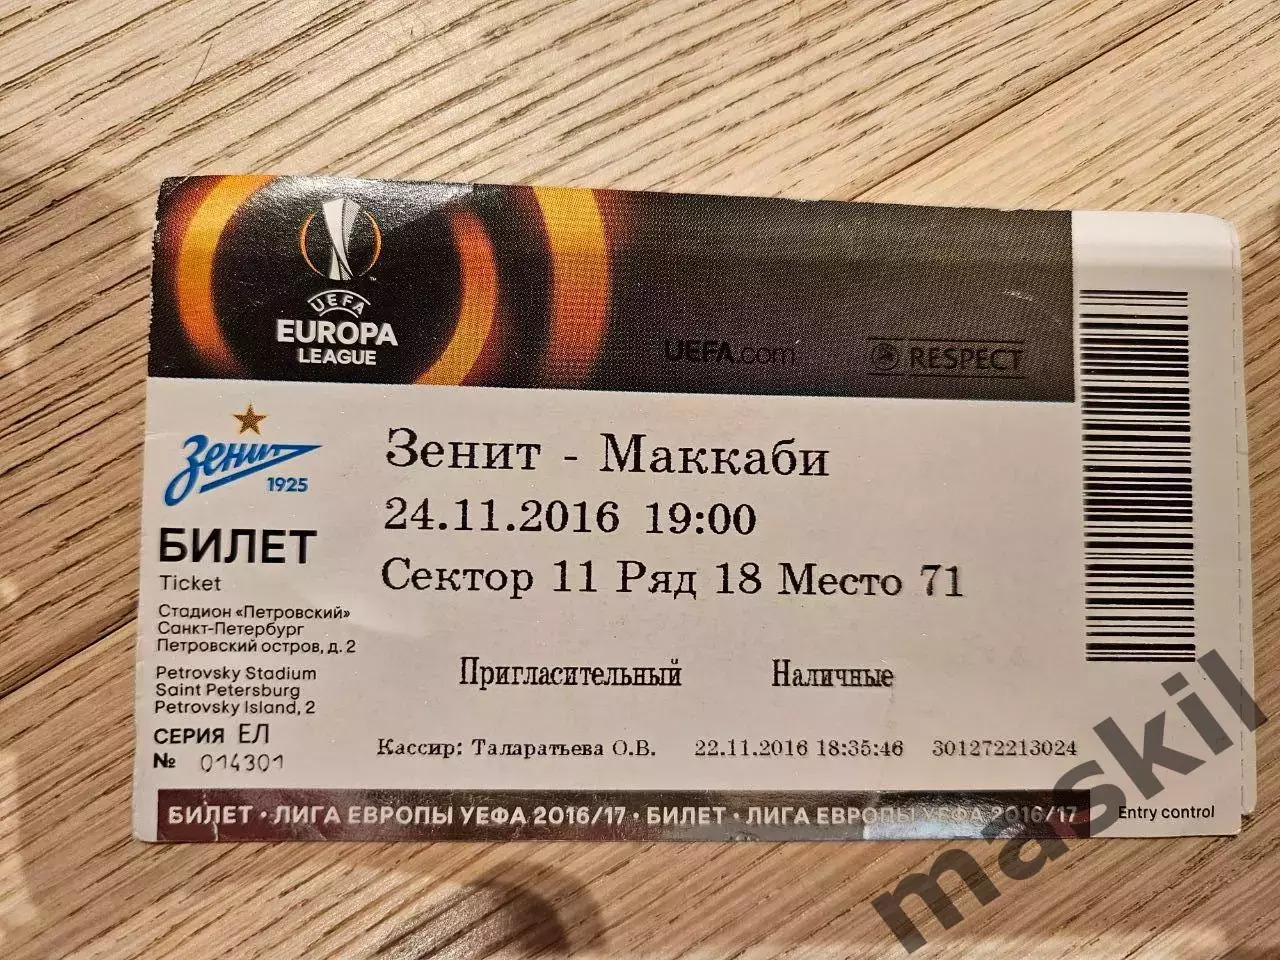 UEFA
EUROPA
LEAGUE
UEFA.com
RESPECT
Зенит
1925
Зенит - Маккаби
24.11.2016 19:00
Сектор 11 Ряд 18 Место 71
БИЛЕТ
Ticket
Стадион «Петровский»
Санкт-Петербург
Петровский остров, д. 2
Petrovsky Stadium
Saint Petersburg
Petrovsky Island, 2
Пригласительный Наличные
СЕРИЯ ЕЛ
№ 014301
Кассир: Таларатьева О.В. 22.11.2016 18:35:46 301272213024
БИЛЕТ · ЛИГА ЕВРОПЫ УЕФА 2016/17 · БИЛЕТ · ЛИГА ЕВРОПЫ УЕФА 2016/17
Entry control
maskil